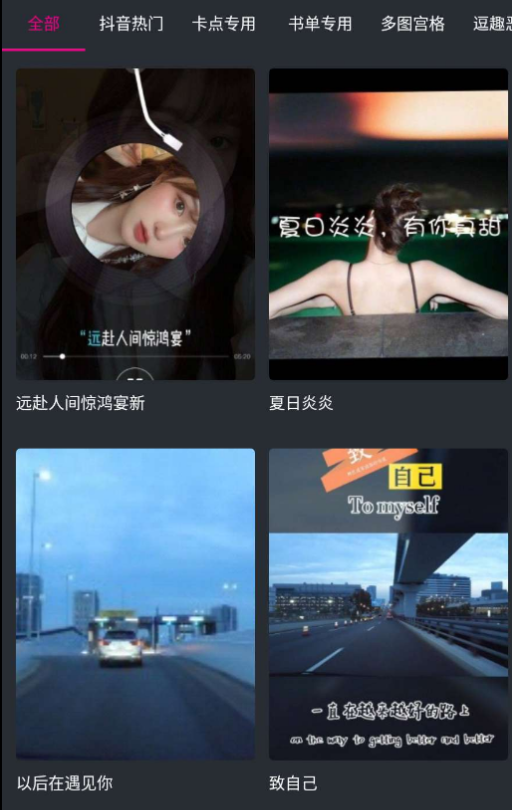 全部 抖音热门 卡点专用 书单专用 多图宫格 逗趣
“远赴人间惊鸿宴”
00:12 05:20
夏日炎炎，有你真甜
远赴人间惊鸿宴新 夏日炎炎
致
自己
To myself
一直在越来越好的路上
on the way to getting better and better
以后在遇见你 致自己